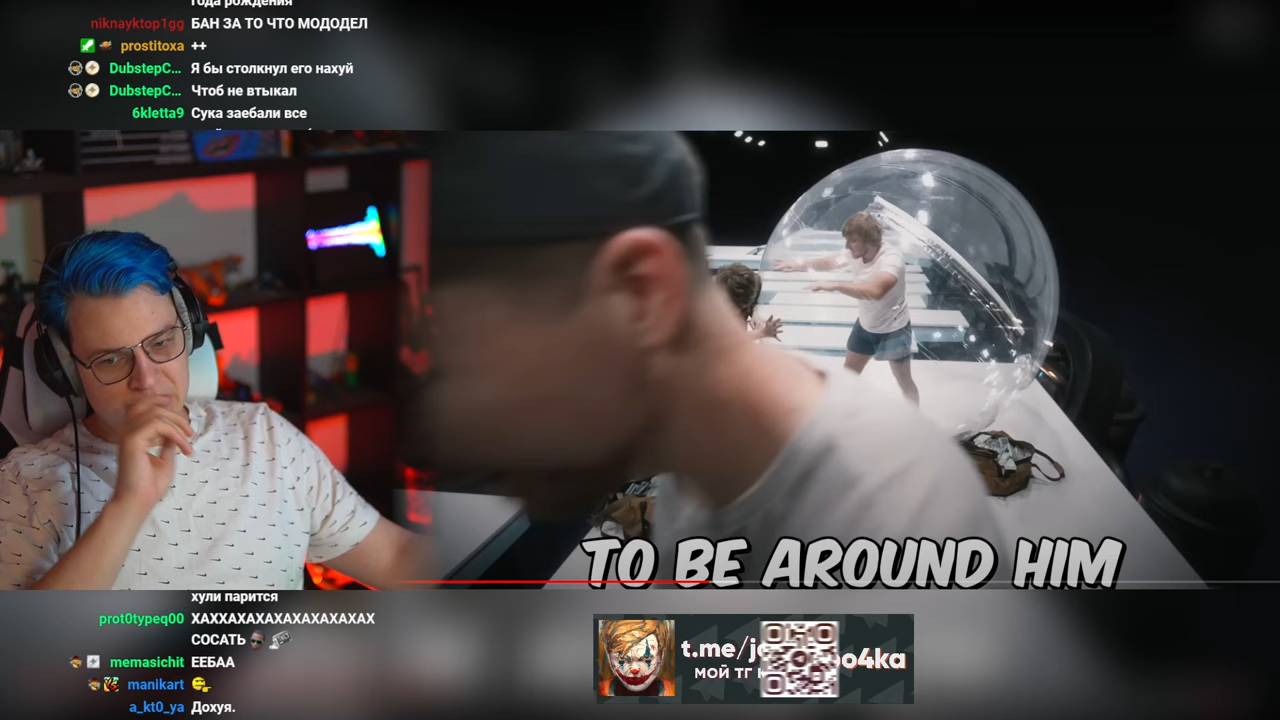 года рождения
niknayktop1gg БАН ЗА ТО ЧТО МОДОДЕЛ
prostitoxa ++
DubstepC... Я бы столкнул его нахуй
DubstepC... Чтоб не втыкал
6kletta9 Сука заебали все
TO BE AROUND HIM
хули парится
prot0typeq00 ХАХХАХАХАХАХАХАХАХ
СОСАТЬ
memasichit ЕЕБАА
manikart
a_kt0_ya Дохуя.
t.me/jo
o4ka
МОЙ ТГ